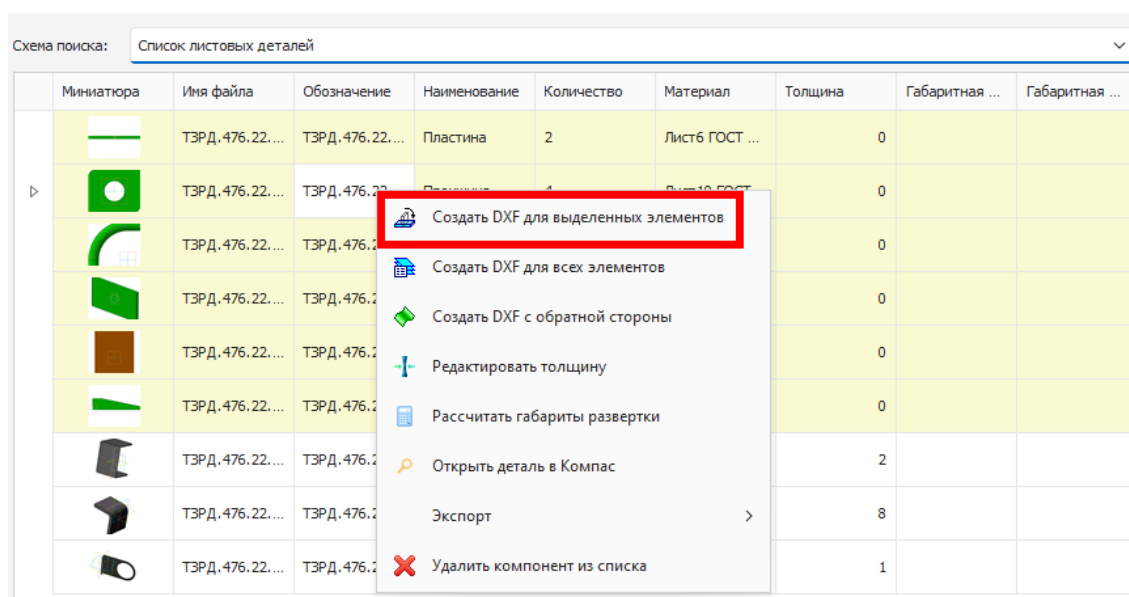 Схема поиска: Список листовых деталей
Миниатюра Имя файла Обозначение Наименование Количество Материал Толщина Габаритная ... Габаритная ...
ТЗРД.476.22.... ТЗРД.476.22.... Пластина 2 Лист6 ГОСТ ... 0
ТЗРД.476.22.... ТЗРД.476.22 0
Создать DXF для выделенных элементов
ТЗРД.476.22.... ТЗРД.476.2 0
Создать DXF для всех элементов
ТЗРД.476.22.... ТЗРД.476.2 0
Создать DXF с обратной стороны
ТЗРД.476.22.... ТЗРД.476.2 0
Редактировать толщину
ТЗРД.476.22.... ТЗРД.476.2 0
Рассчитать габариты развертки
ТЗРД.476.22.... ТЗРД.476.2 2
Открыть деталь в Компас
ТЗРД.476.22.... ТЗРД.476.2 8
Экспорт
ТЗРД.476.22.... ТЗРД.476.2 1
Удалить компонент из списка